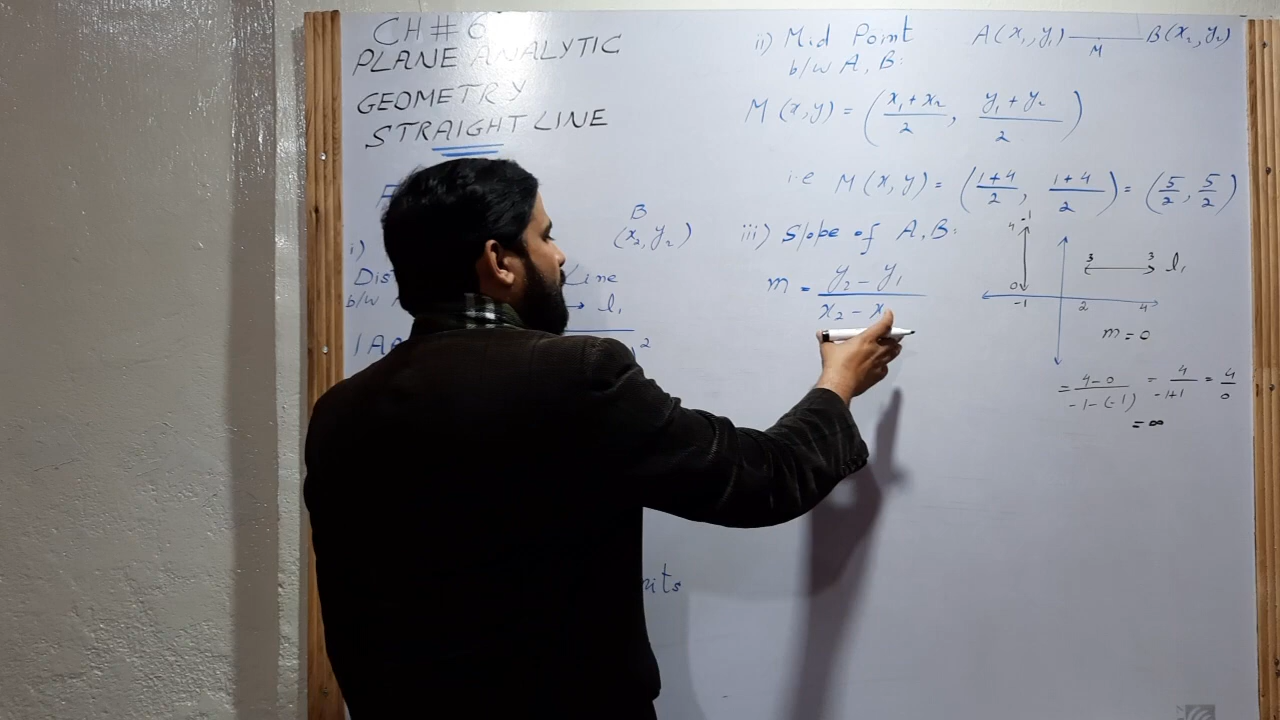 CH # 6
PLANE ANALYTIC
GEOMETRY
STRAIGHT LINE
i)
B
(x₂, y₂)
Line
b/w
→ l₁
2
nits
ii) Mid Point A(x₁, y₁) B(x₂, y₂)
M
b/w A, B:
M (x,y) = ( (x₁ + x₂)/2, (y₁ + y₂)/2 )
i.e M(x, y) = ( (1+4)/2, (1+4)/2 ) = (5/2, 5/2)
iii) Slope of A, B:
m = (y₂ - y₁)/(x₂ - x
4 -1
0
-1
3 3 l₁
2 4
m = 0
= (4-0)/(-1-(-1)) = 4/(-1+1) = 4/0
= ∞